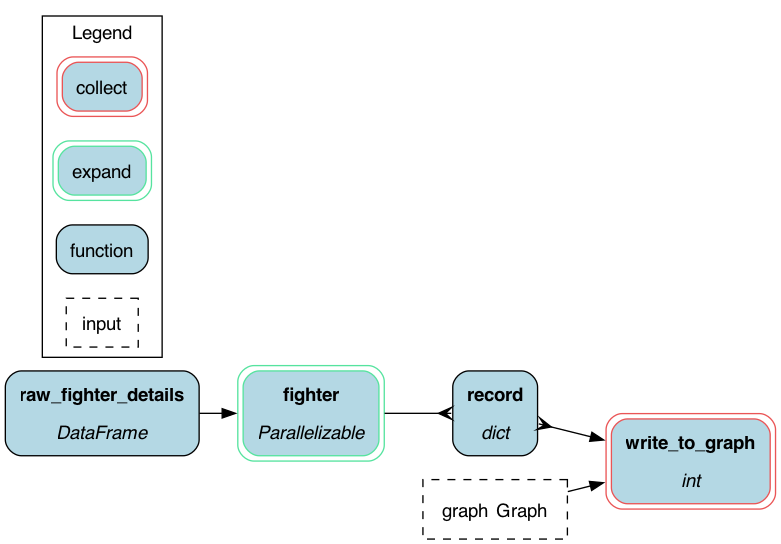 Legend
collect
expand
function
input
raw_fighter_details
DataFrame
fighter
Parallelizable
record
dict
write_to_graph
int
graph Graph